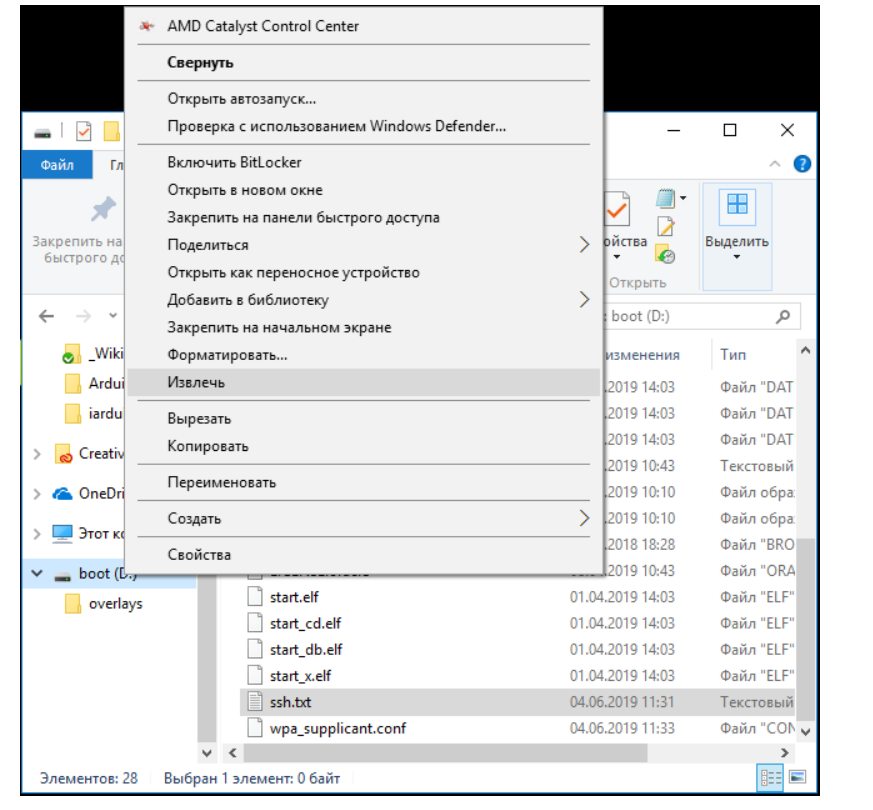 AMD Catalyst Control Center
Свернуть
Открыть автозапуск...
Проверка с использованием Windows Defender...
Включить BitLocker
Открыть в новом окне
Закрепить на панели быстрого доступа
Поделиться
Открыть как переносное устройство
Добавить в библиотеку
Закрепить на начальном экране
Форматировать...
Извлечь
Вырезать
Копировать
Переименовать
Создать
Свойства
Файл Гл
Закрепить на
быстрого до
ойства
Выделить
Открыть
boot (D:)
изменения Тип
_Wiki
Ardui
iardu
Creativ
OneDri
Этот ко
boot (D:)
overlays
.2019 14:03 Файл "DAT
.2019 14:03 Файл "DAT
.2019 14:03 Файл "DAT
.2019 10:43 Текстовый
.2019 10:10 Файл обра
.2019 10:10 Файл обра
.2018 18:28 Файл "BRO
.2019 10:43 Файл "ORA
start.elf 01.04.2019 14:03 Файл "ELF"
start_cd.elf 01.04.2019 14:03 Файл "ELF"
start_db.elf 01.04.2019 14:03 Файл "ELF"
start_x.elf 01.04.2019 14:03 Файл "ELF"
ssh.txt 04.06.2019 11:31 Текстовый
wpa_supplicant.conf 04.06.2019 11:33 Файл "CON
Элементов: 28 Выбран 1 элемент: 0 байт